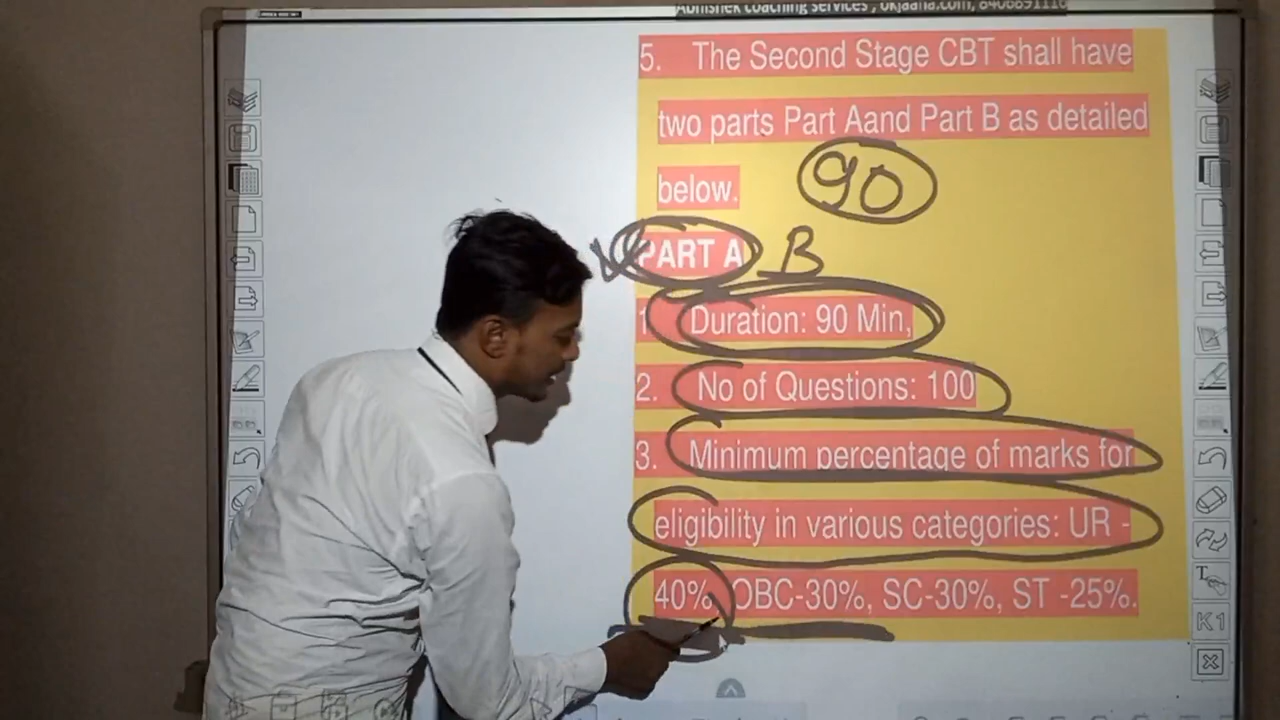 Abhishek coaching services , okjaana.com, 8406891116
5. The Second Stage CBT shall have
two parts Part Aand Part B as detailed
below.
90
PART A B
1. Duration: 90 Min,
2. No of Questions: 100
3. Minimum percentage of marks for
eligibility in various categories: UR -
40%, OBC-30%, SC-30%, ST -25%.
T
K1